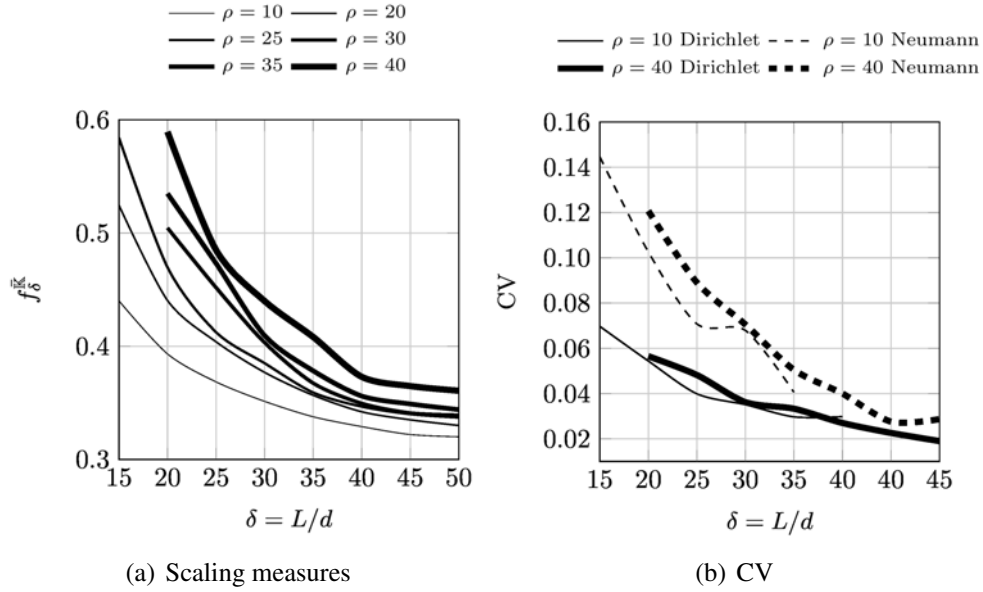 ρ = 10 ρ = 20
ρ = 25 ρ = 30
ρ = 35 ρ = 40
0.6
0.5
0.4
0.3
15 20 25 30 35 40 45 50
f_δ^𝕂̄
δ = L/d
(a) Scaling measures
ρ = 10 Dirichlet ρ = 10 Neumann
ρ = 40 Dirichlet ρ = 40 Neumann
0.16
0.14
0.12
0.10
0.08
0.06
0.04
0.02
15 20 25 30 35 40 45
CV
δ = L/d
(b) CV